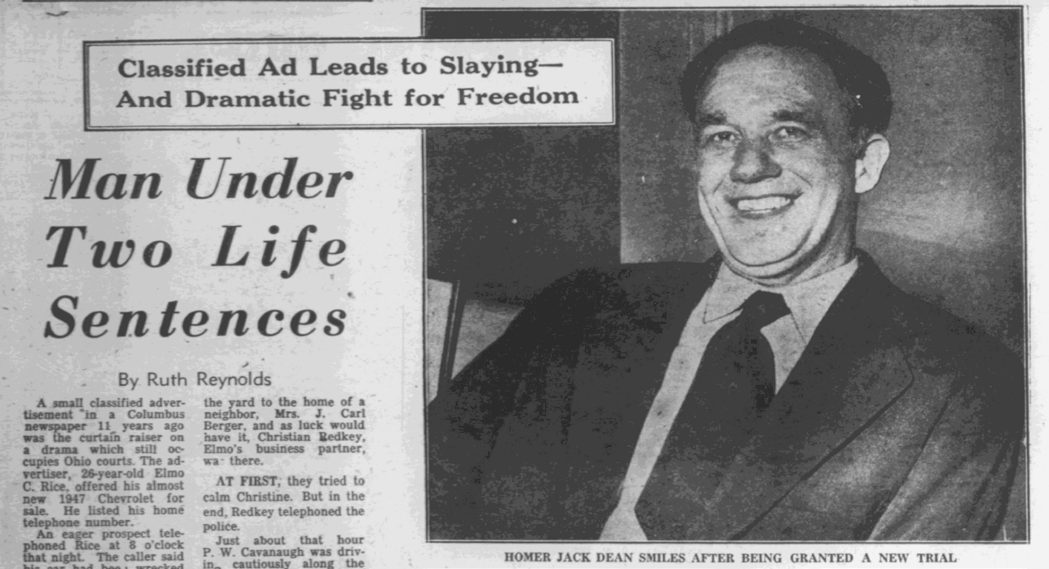 Classified Ad Leads to Slaying—
And Dramatic Fight for Freedom
Man Under
Two Life
Sentences
By Ruth Reynolds
A small classified adver-
tisement in a Columbus
newspaper 11 years ago
was the curtain raiser on
a drama which still oc-
cupies Ohio courts. The ad-
vertiser, 26-year-old Elmo
C. Rice, offered his almost
new 1947 Chevrolet for
sale. He listed his home
telephone number.
An eager prospect tele-
phoned Rice at 8 o'clock
that night. The caller said
his car had been wrecked
the yard to the home of a
neighbor, Mrs. J. Carl
Berger, and as luck would
have it, Christian Redkey,
Elmo's business partner,
wa- there.
AT FIRST, they tried to
calm Christine. But in the
end, Redkey telephoned the
police.
Just about that hour
P. W. Cavanaugh was driv-
cautiously along the
HOMER JACK DEAN SMILES AFTER BEING GRANTED A NEW TRIAL